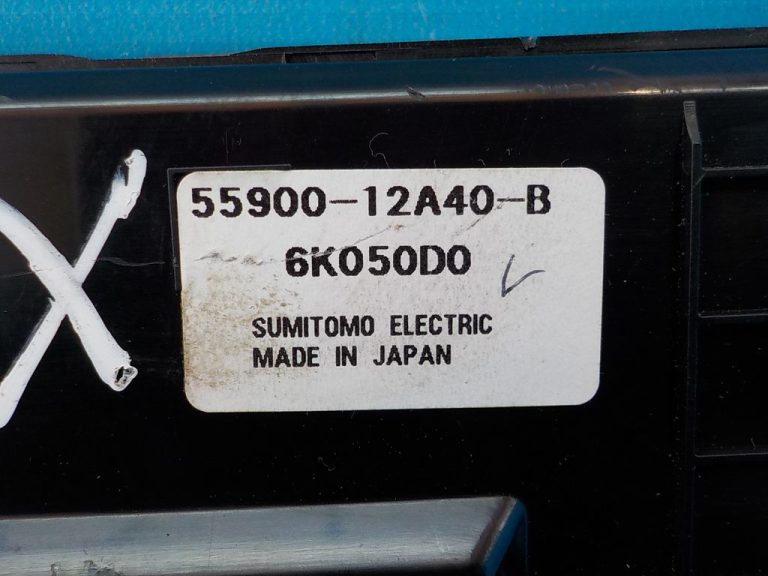 55900-12A40-B
6K050D0
SUMITOMO ELECTRIC
MADE IN JAPAN